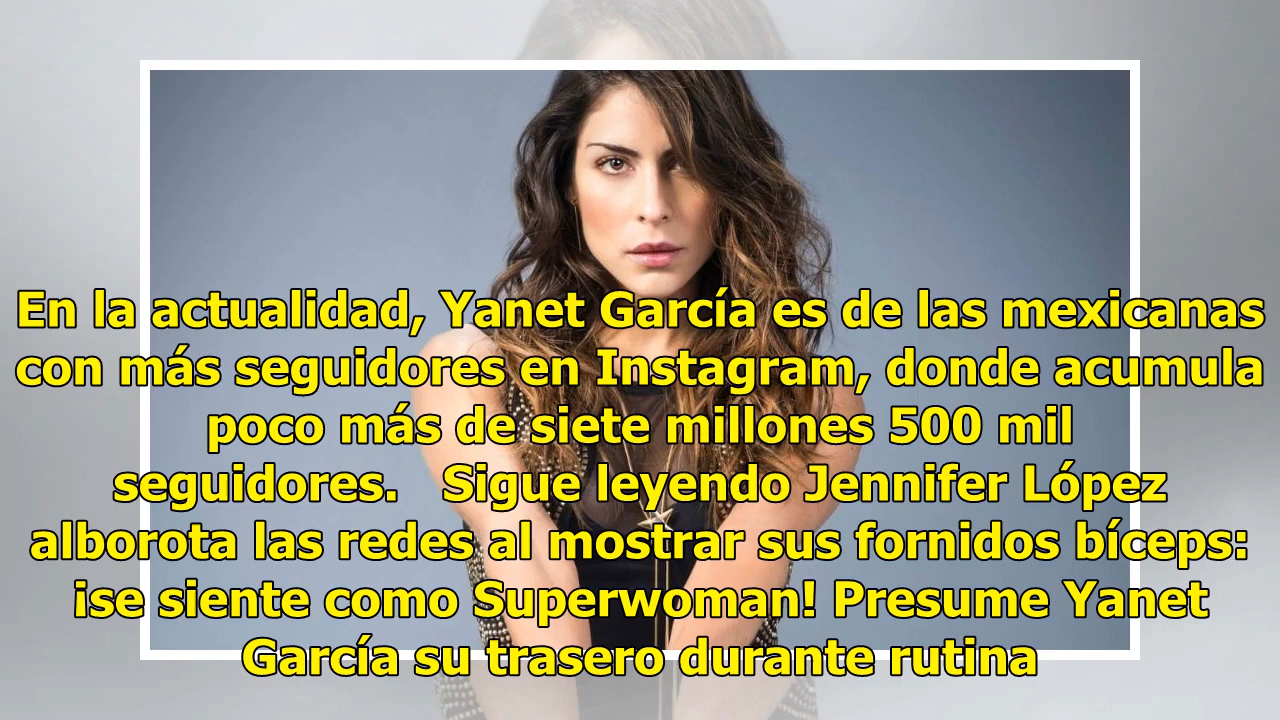 En la actualidad, Yanet García es de las mexicanas
con más seguidores en Instagram, donde acumula
poco más de siete millones 500 mil
seguidores.   Sigue leyendo Jennifer López
alborota las redes al mostrar sus fornidos bíceps:
¡se siente como Superwoman! Presume Yanet
García su trasero durante rutina